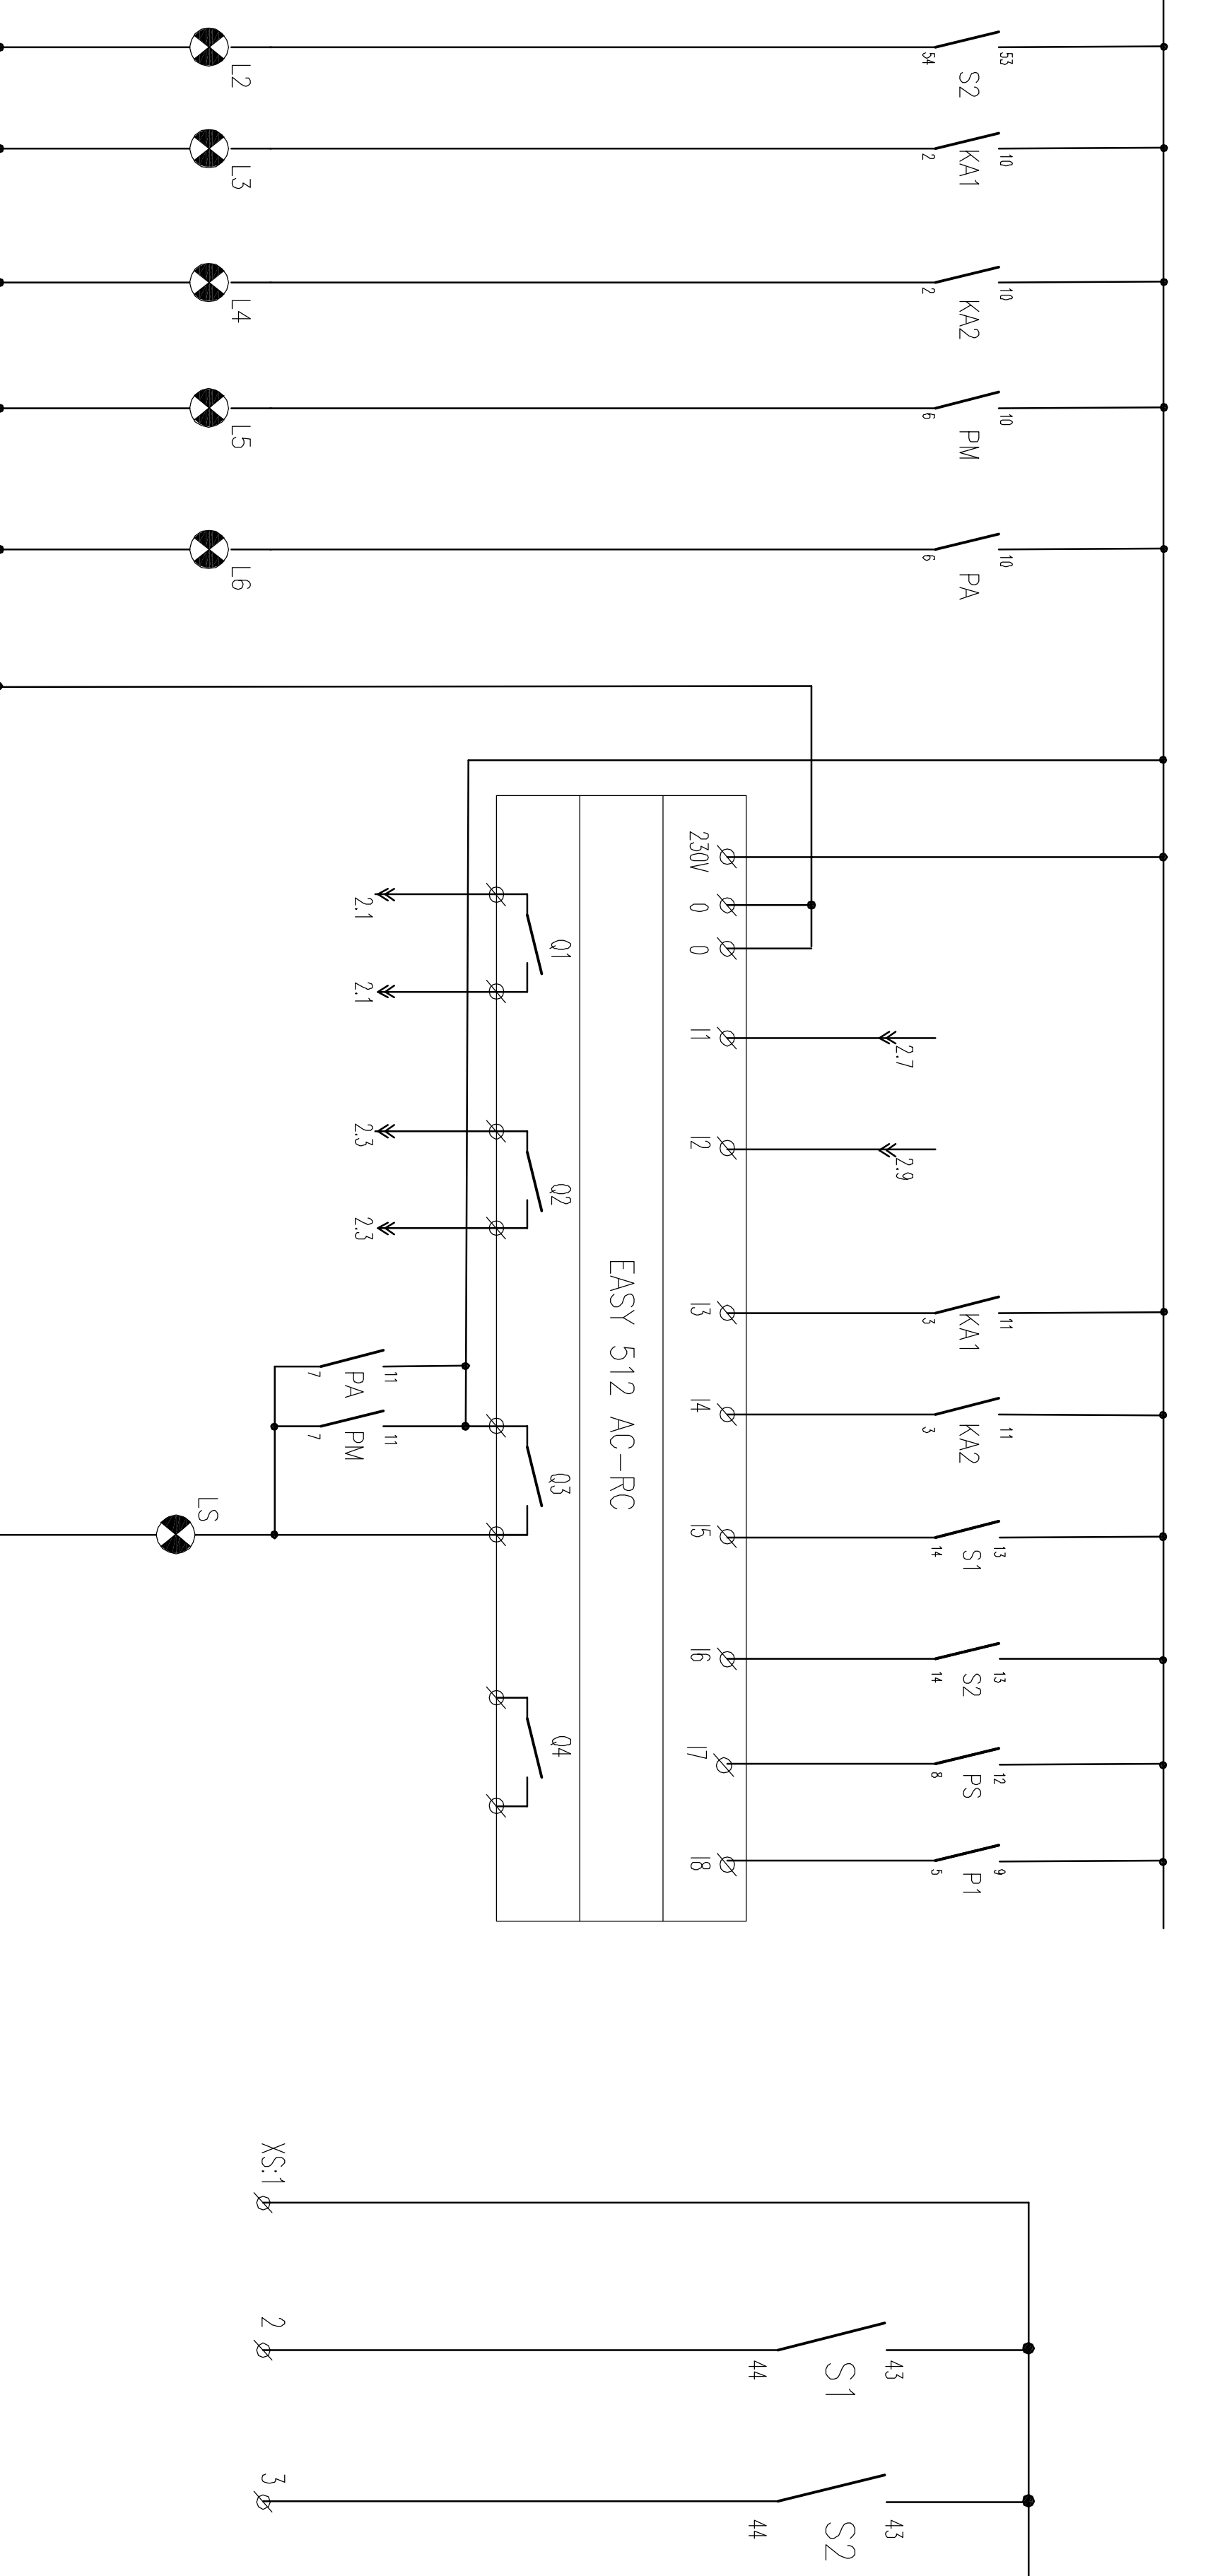 L2
54
53
S2
L3
2
10
KA1
L4
2
10
KA2
L5
6
10
PM
L6
6
10
PA
230V
0
0
2.1
Q1
2.1
I1
2.7
2.3
Q2
I2
2.9
2.3
EASY 512 AC-RC
I3
3
11
KA1
7
11
PA
I4
3
11
KA2
7
11
PM
Q3
LS
I5
14
13
S1
I6
14
13
S2
Q4
I7
8
12
PS
I8
5
9
P1
XS:1
2
44
43
S1
3
44
43
S2